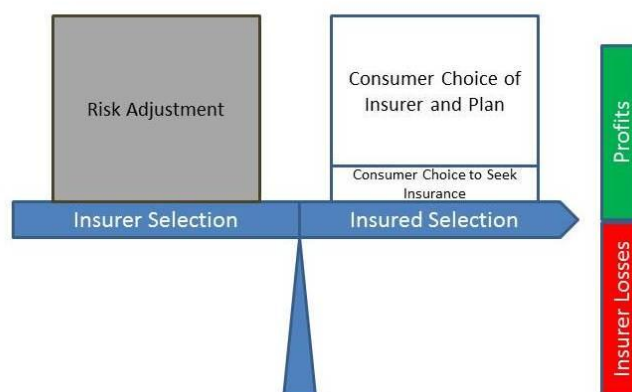 Risk Adjustment
Consumer Choice of
Insurer and Plan
Consumer Choice to Seek
Insurance
Insurer Selection
Insured Selection
Profits
Insurer Losses